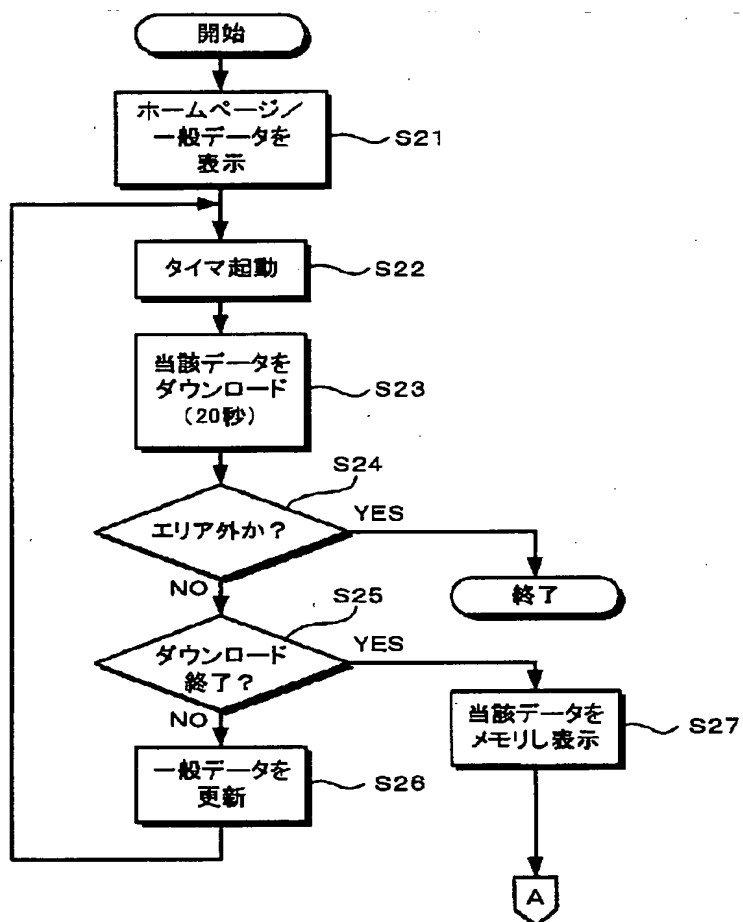 開始
ホームページ／
一般データを
表示
S21
タイマ起動
S22
当該データを
ダウンロード
(20秒)
S23
S24
エリア外か？
YES
NO
終了
S25
ダウンロード
終了？
YES
NO
当該データを
メモリし表示
S27
一般データを
更新
S26
A